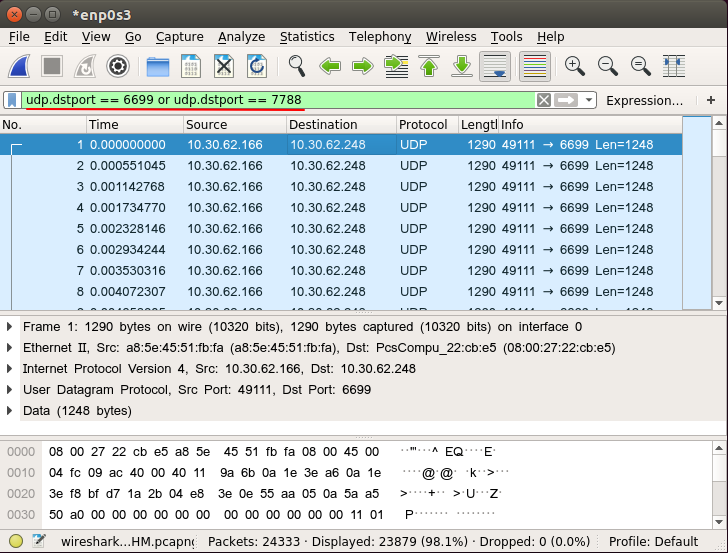 *enp0s3
File Edit View Go Capture Analyze Statistics Telephony Wireless Tools Help
udp.dstport == 6699 or udp.dstport == 7788 Expression… +
No. Time Source Destination Protocol Lengtl Info
1 0.000000000 10.30.62.166 10.30.62.248 UDP 1290 49111 → 6699 Len=1248
2 0.000551045 10.30.62.166 10.30.62.248 UDP 1290 49111 → 6699 Len=1248
3 0.001142768 10.30.62.166 10.30.62.248 UDP 1290 49111 → 6699 Len=1248
4 0.001734770 10.30.62.166 10.30.62.248 UDP 1290 49111 → 6699 Len=1248
5 0.002328146 10.30.62.166 10.30.62.248 UDP 1290 49111 → 6699 Len=1248
6 0.002934244 10.30.62.166 10.30.62.248 UDP 1290 49111 → 6699 Len=1248
7 0.003530316 10.30.62.166 10.30.62.248 UDP 1290 49111 → 6699 Len=1248
8 0.004072307 10.30.62.166 10.30.62.248 UDP 1290 49111 → 6699 Len=1248
Frame 1: 1290 bytes on wire (10320 bits), 1290 bytes captured (10320 bits) on interface 0
Ethernet II, Src: a8:5e:45:51:fb:fa (a8:5e:45:51:fb:fa), Dst: PcsCompu_22:cb:e5 (08:00:27:22:cb:e5)
Internet Protocol Version 4, Src: 10.30.62.166, Dst: 10.30.62.248
User Datagram Protocol, Src Port: 49111, Dst Port: 6699
Data (1248 bytes)
0000 08 00 27 22 cb e5 a8 5e 45 51 fb fa 08 00 45 00 ··'"···^ EQ····E·
0010 04 fc 09 ac 40 00 40 11 9a 6b 0a 1e 3e a6 0a 1e ····@·@· ·k··>···
0020 3e f8 bf d7 1a 2b 04 e8 3e 0e 55 aa 05 0a 5a a5 >····+·· >·U···Z·
0030 50 a0 00 00 00 00 00 00 00 00 00 00 00 00 11 01 P······· ········
wireshark…HM.pcapng Packets: 24333 · Displayed: 23879 (98.1%) · Dropped: 0 (0.0%) Profile: Default